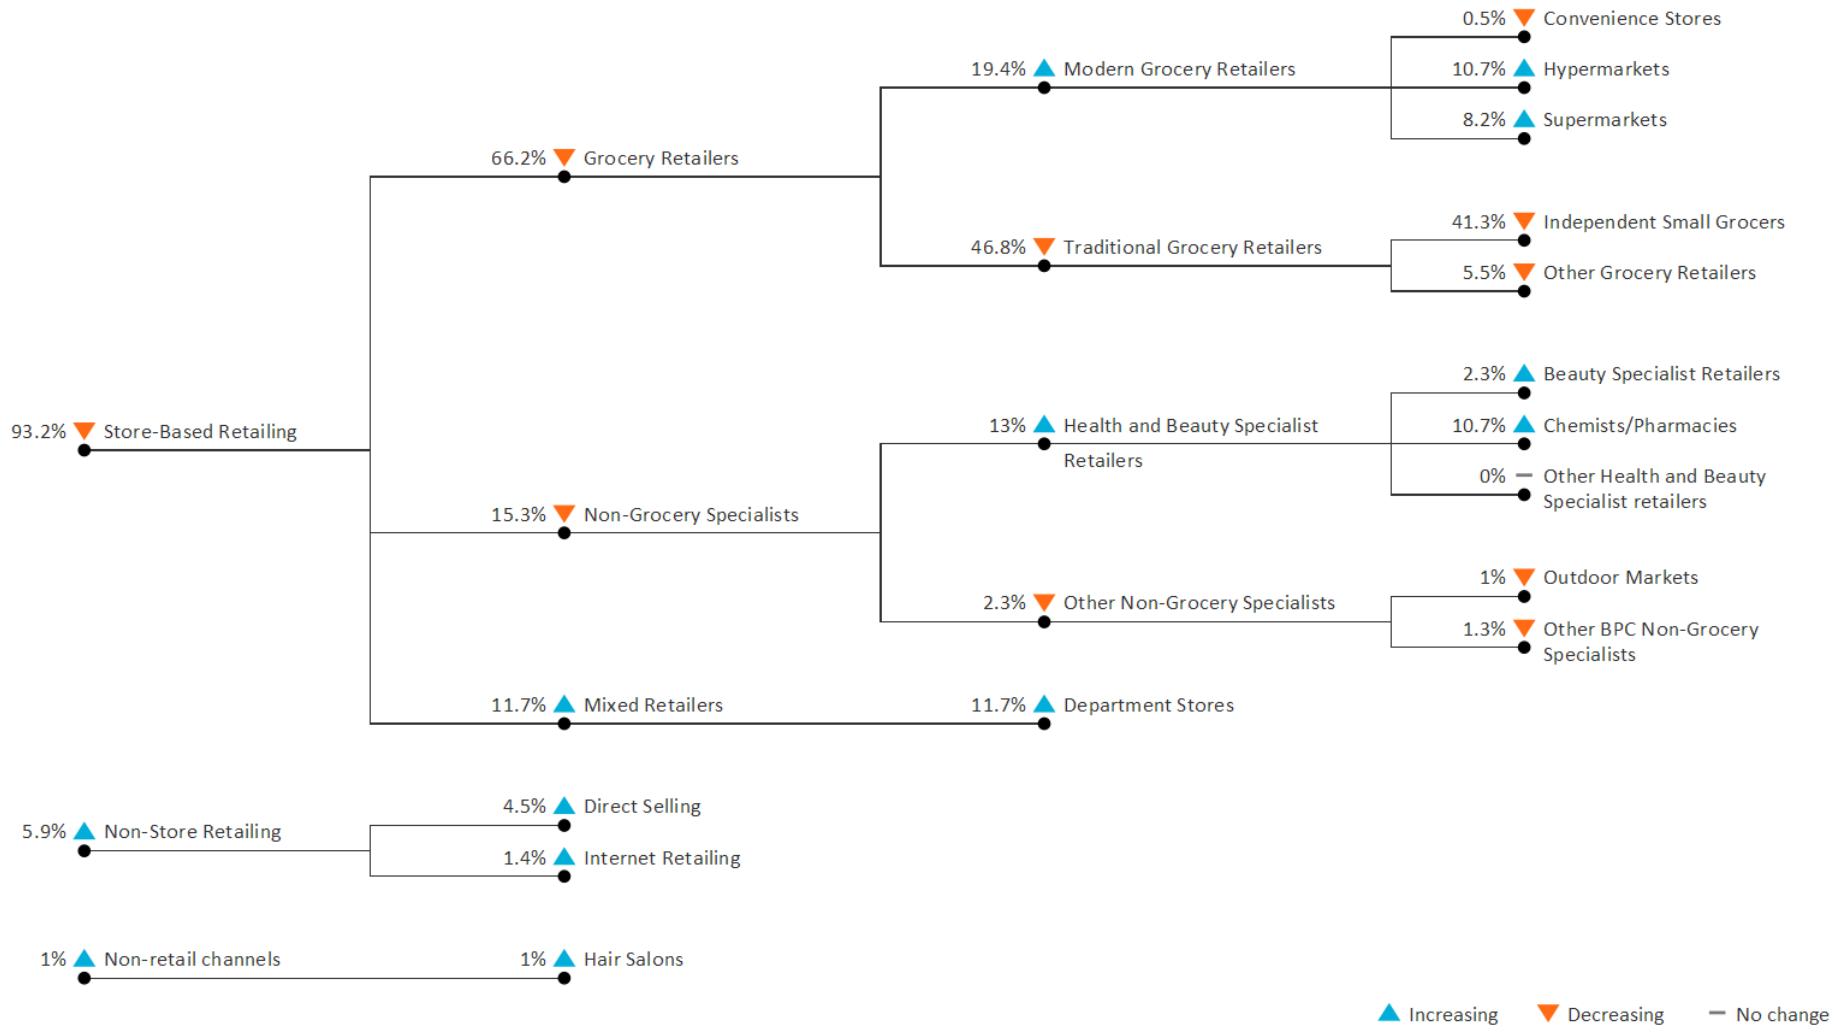 0.5% Convenience Stores
19.4% Modern Grocery Retailers
10.7% Hypermarkets
8.2% Supermarkets
66.2% Grocery Retailers
41.3% Independent Small Grocers
46.8% Traditional Grocery Retailers
5.5% Other Grocery Retailers
2.3% Beauty Specialist Retailers
93.2% Store-Based Retailing
13% Health and Beauty Specialist
Retailers
10.7% Chemists/Pharmacies
0% Other Health and Beauty
Specialist retailers
15.3% Non-Grocery Specialists
1% Outdoor Markets
2.3% Other Non-Grocery Specialists
1.3% Other BPC Non-Grocery
Specialists
11.7% Mixed Retailers
11.7% Department Stores
4.5% Direct Selling
5.9% Non-Store Retailing
1.4% Internet Retailing
1% Non-retail channels
1% Hair Salons
Increasing Decreasing No change